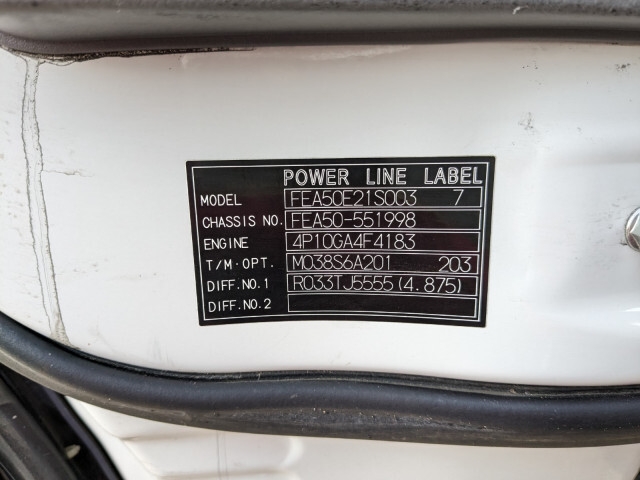 POWER LINE LABEL
MODEL FEA50E21S003 7
CHASSIS NO. FEA50-551998
ENGINE 4P10GA4F4183
T/M·OPT. M038S6A201 203
DIFF.NO.1 R033TJ5555(4.875)
DIFF.NO.2